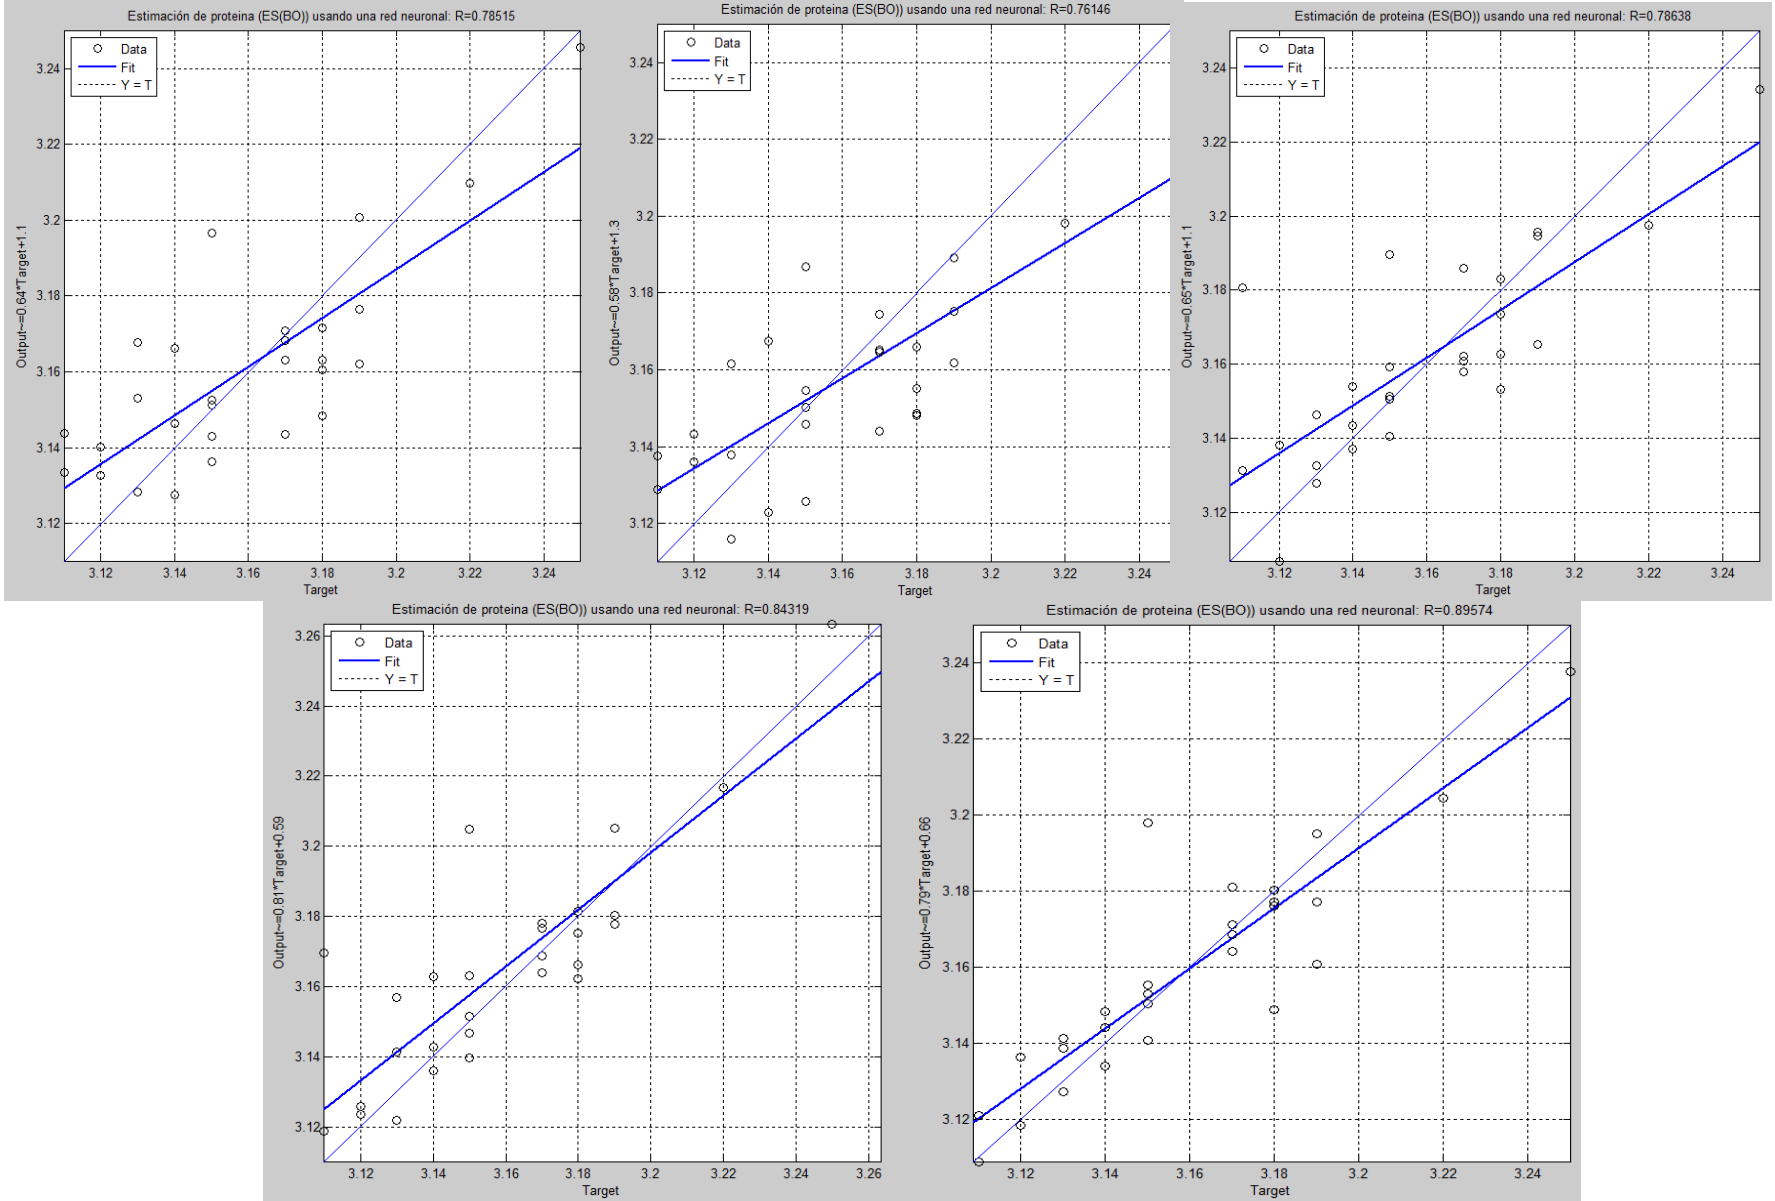 Estimación de proteina (ES(BO)) usando una red neuronal: R=0.78515
Data
Fit
Y = T
3.24
3.22
3.2
3.18
3.16
3.14
3.12
Output~=0.64*Target+1.1
3.12 3.14 3.16 3.18 3.2 3.22 3.24
Target
Estimación de proteina (ES(BO)) usando una red neuronal: R=0.76146
Data
Fit
Y = T
3.24
3.22
3.2
3.18
3.16
3.14
3.12
Output~=0.58*Target+1.3
3.12 3.14 3.16 3.18 3.2 3.22 3.24
Target
Estimación de proteina (ES(BO)) usando una red neuronal: R=0.78638
Data
Fit
Y = T
3.24
3.22
3.2
3.18
3.16
3.14
3.12
Output~=0.65*Target+1.1
3.12 3.14 3.16 3.18 3.2 3.22 3.24
Target
Estimación de proteina (ES(BO)) usando una red neuronal: R=0.84319
Data
Fit
Y = T
3.26
3.24
3.22
3.2
3.18
3.16
3.14
3.12
Output~=0.81*Target+0.59
3.12 3.14 3.16 3.18 3.2 3.22 3.24 3.26
Target
Estimación de proteina (ES(BO)) usando una red neuronal: R=0.89574
Data
Fit
Y = T
3.24
3.22
3.2
3.18
3.16
3.14
3.12
Output~=0.79*Target+0.66
3.12 3.14 3.16 3.18 3.2 3.22 3.24
Target